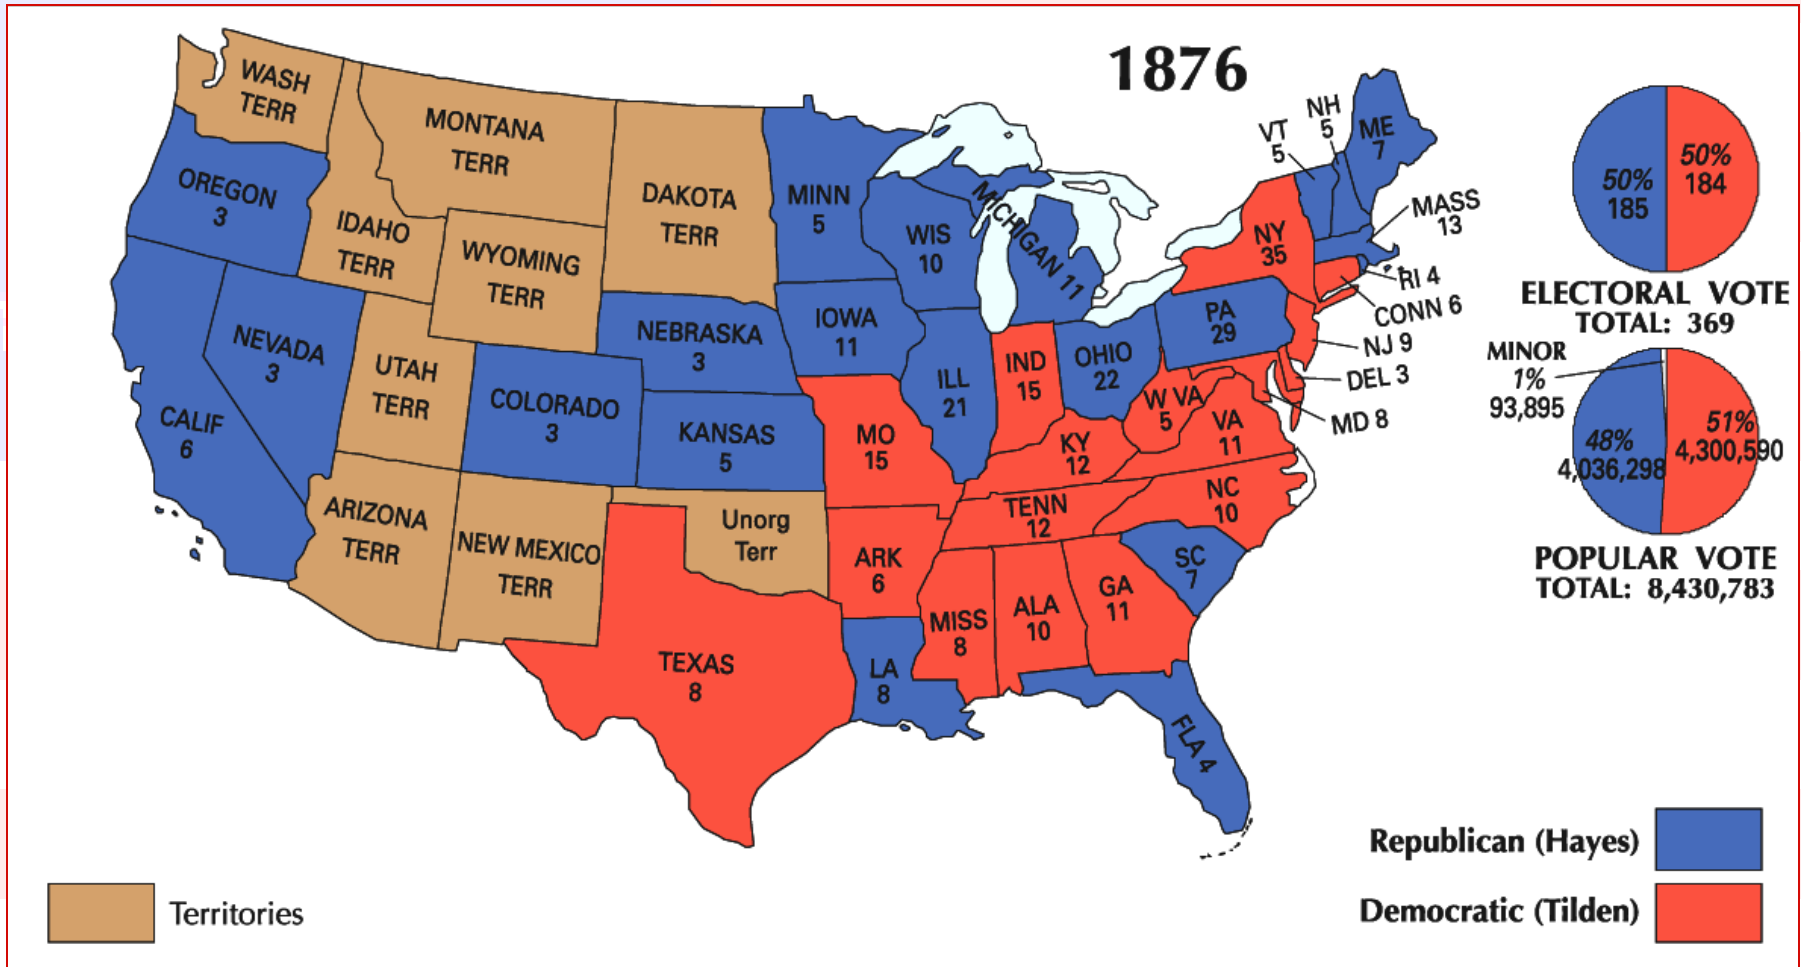 1876
WASH
TERR
MONTANA
TERR
DAKOTA
TERR
OREGON
3
IDAHO
TERR
WYOMING
TERR
MINN
5
WIS
10
MICHIGAN 11
VT
5
NH
5
ME
7
MASS
13
NY
35
RI 4
CONN 6
NJ 9
DEL 3
MD 8
PA
29
NEVADA
3
CALIF
6
UTAH
TERR
COLORADO
3
NEBRASKA
3
KANSAS
5
IOWA
11
ILL
21
IND
15
OHIO
22
W VA
5
VA
11
MO
15
KY
12
ARIZONA
TERR
NEW MEXICO
TERR
Unorg
Terr
TENN
12
NC
10
ARK
6
SC
7
MISS
8
ALA
10
GA
11
TEXAS
8
LA
8
FLA 4
50%
185
50%
184
ELECTORAL VOTE
TOTAL: 369
MINOR
1%
93,895
48%
4,036,298
51%
4,300,590
POPULAR VOTE
TOTAL: 8,430,783
Republican (Hayes)
Democratic (Tilden)
Territories